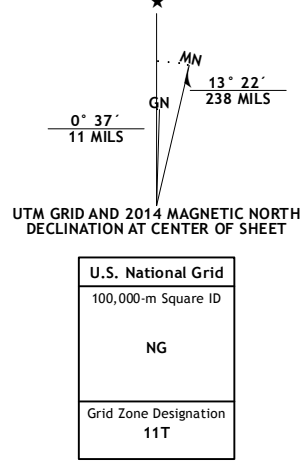 MN
GN
13° 22´
238 MILS
0° 37´
11 MILS
UTM GRID AND 2014 MAGNETIC NORTH
DECLINATION AT CENTER OF SHEET
U.S. National Grid
100,000-m Square ID
NG
Grid Zone Designation
11T